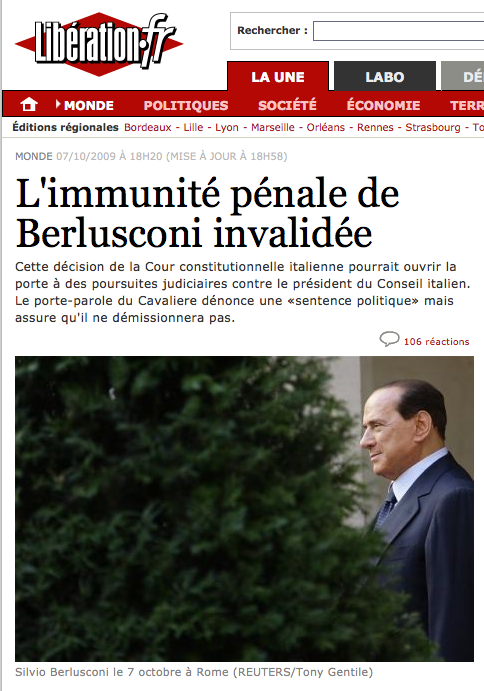 Libération.fr
Rechercher :
LA UNE LABO DÉ
MONDE POLITIQUES SOCIÉTÉ ÉCONOMIE TERR
Éditions régionales Bordeaux - Lille - Lyon - Marseille - Orléans - Rennes - Strasbourg - To
MONDE 07/10/2009 À 18H20 (MISE À JOUR À 18H58)
L'immunité pénale de
Berlusconi invalidée
Cette décision de la Cour constitutionnelle italienne pourrait ouvrir la
porte à des poursuites judiciaires contre le président du Conseil italien.
Le porte-parole du Cavaliere dénonce une «sentence politique» mais
assure qu'il ne démissionnera pas.
106 réactions
Silvio Berlusconi le 7 octobre à Rome (REUTERS/Tony Gentile)